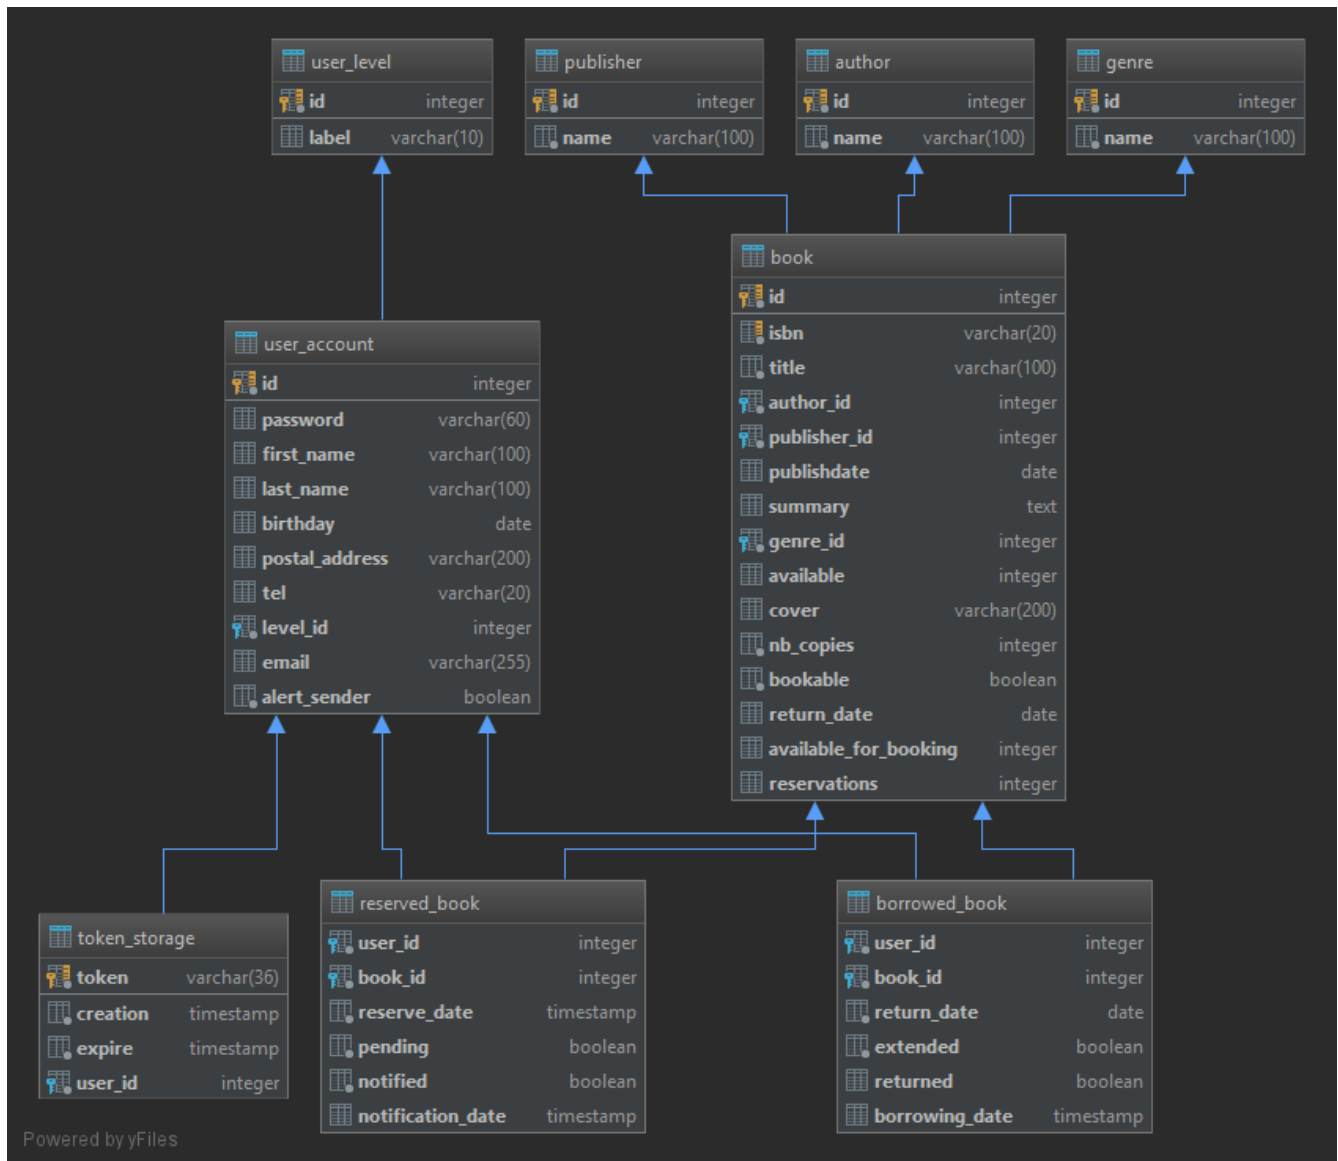 user_level
id integer
label varchar(10)
publisher
id integer
name varchar(100)
author
id integer
name varchar(100)
genre
id integer
name varchar(100)
book
id integer
isbn varchar(20)
title varchar(100)
author_id integer
publisher_id integer
publishdate date
summary text
genre_id integer
available integer
cover varchar(200)
nb_copies integer
bookable boolean
return_date date
available_for_booking integer
reservations integer
user_account
id integer
password varchar(60)
first_name varchar(100)
last_name varchar(100)
birthday date
postal_address varchar(200)
tel varchar(20)
level_id integer
email varchar(255)
alert_sender boolean
token_storage
token varchar(36)
creation timestamp
expire timestamp
user_id integer
reserved_book
user_id integer
book_id integer
reserve_date timestamp
pending boolean
notified boolean
notification_date timestamp
borrowed_book
user_id integer
book_id integer
return_date date
extended boolean
returned boolean
borrowing_date timestamp
Powered by yFiles